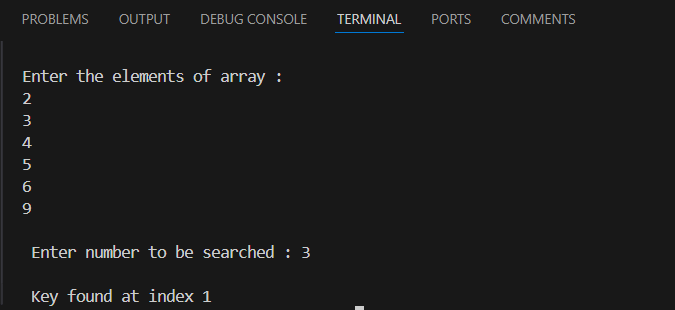 PROBLEMS OUTPUT DEBUG CONSOLE TERMINAL PORTS COMMENTS
Enter the elements of array :
2
3
4
5
6
9
Enter number to be searched : 3
Key found at index 1